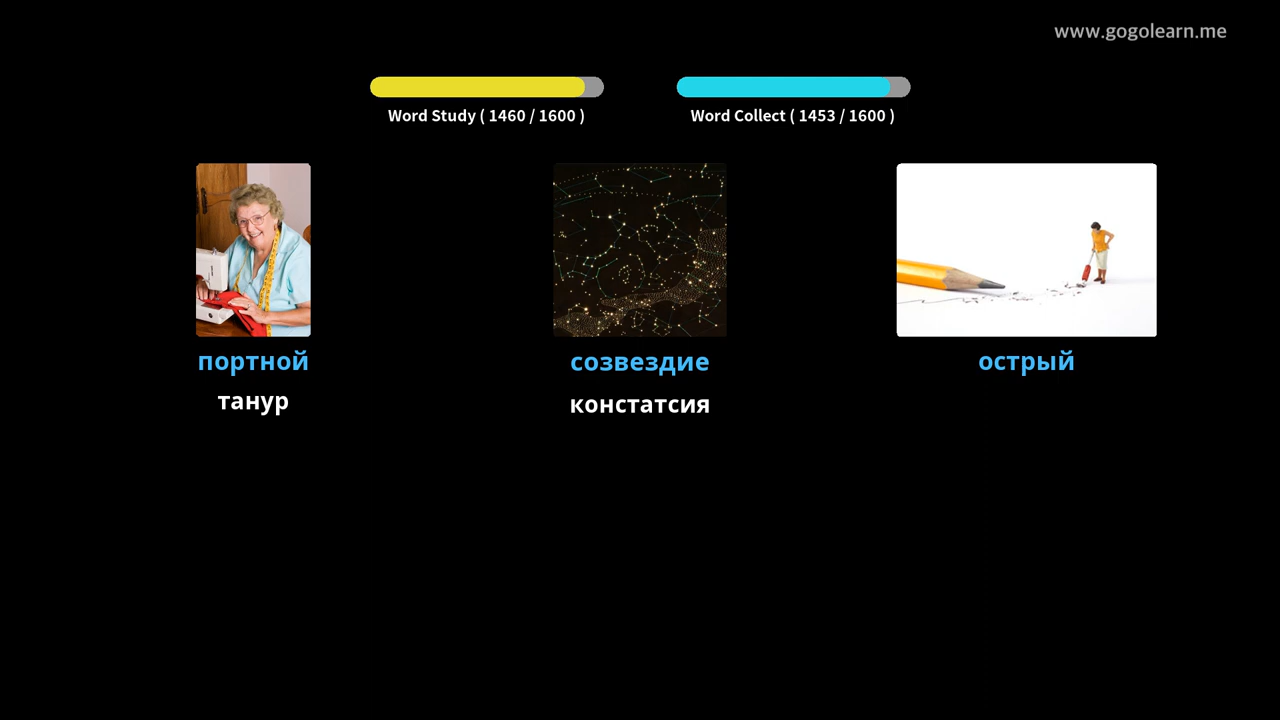 www.gogolearn.me
Word Study ( 1460 / 1600 )
Word Collect ( 1453 / 1600 )
портной
созвездие
острый
танур
констатсия